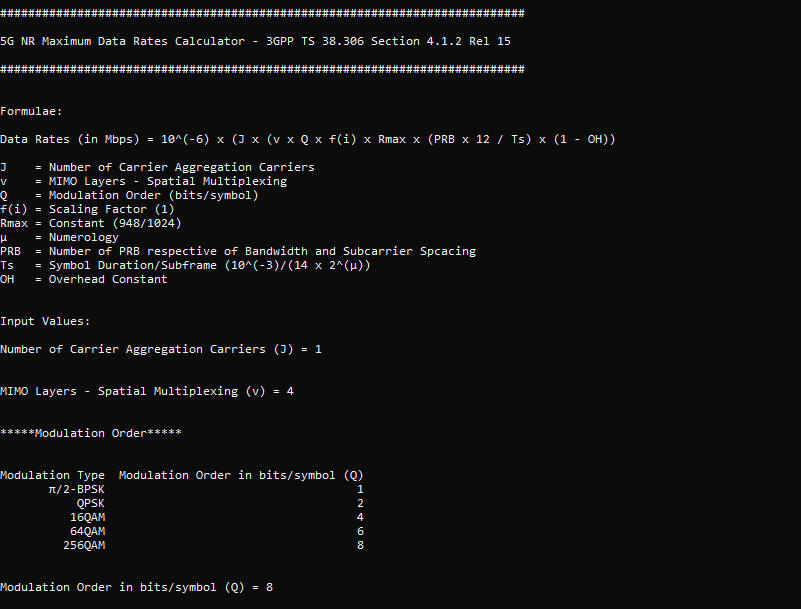 ###########################################################################
5G NR Maximum Data Rates Calculator - 3GPP TS 38.306 Section 4.1.2 Rel 15
###########################################################################
Formulae:
Data Rates (in Mbps) = 10^(-6) x (J x (v x Q x f(i) x Rmax x (PRB x 12 / Ts) x (1 - OH))
J    = Number of Carrier Aggregation Carriers
v    = MIMO Layers - Spatial Multiplexing
Q    = Modulation Order (bits/symbol)
f(i) = Scaling Factor (1)
Rmax = Constant (948/1024)
μ    = Numerology
PRB  = Number of PRB respective of Bandwidth and Subcarrier Spcacing
Ts   = Symbol Duration/Subframe (10^(-3)/(14 x 2^(μ))
OH   = Overhead Constant
Input Values:
Number of Carrier Aggregation Carriers (J) = 1
MIMO Layers - Spatial Multiplexing (v) = 4
*****Modulation Order*****
Modulation Type  Modulation Order in bits/symbol (Q)
π/2-BPSK                                    1
QPSK                                    2
16QAM                                    4
64QAM                                    6
256QAM                                    8
Modulation Order in bits/symbol (Q) = 8